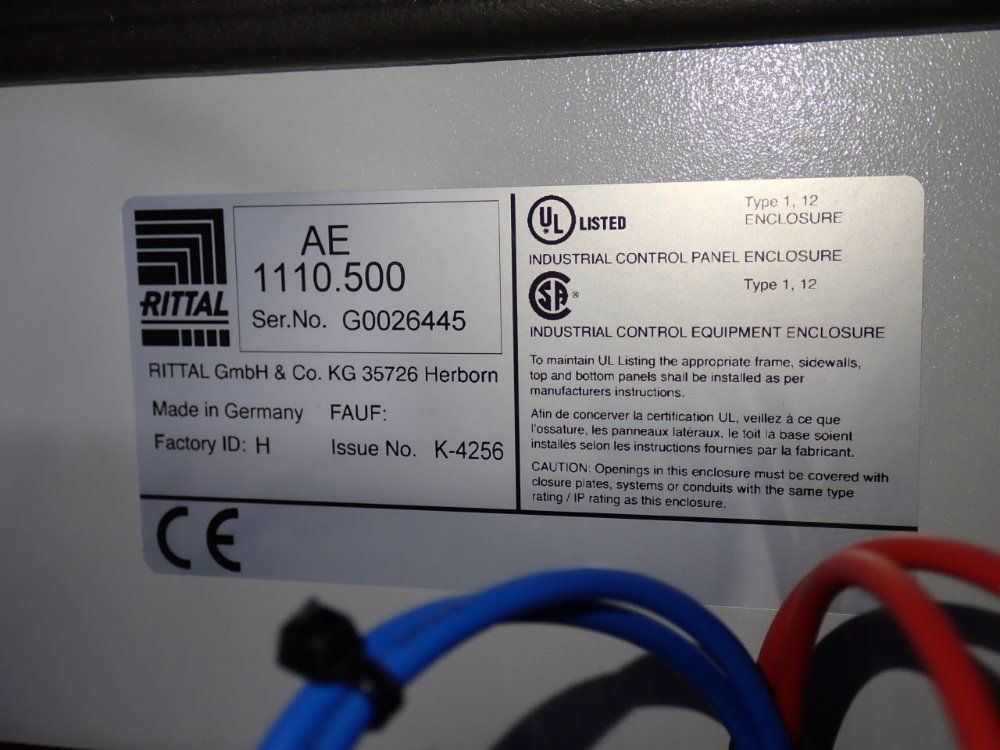 RITTAL
AE
1110.500
Ser.No. G0026445
RITTAL GmbH & Co. KG 35726 Herborn
Made in Germany FAUF:
Factory ID: H Issue No. K-4256
CE
UL LISTED
Type 1, 12
ENCLOSURE
INDUSTRIAL CONTROL PANEL ENCLOSURE
SA ®
Type 1, 12
INDUSTRIAL CONTROL EQUIPMENT ENCLOSURE
To maintain UL Listing the appropriate frame, sidewalls,
top and bottom panels shall be installed as per
manufacturers instructions.
Afin de concerver la certification UL, veillez à ce que
l'ossature, les panneaux latéraux, le toit la base soient
installés selon les instructions fournies par la fabricant.
CAUTION: Openings in this enclosure must be covered with
closure plates, systems or conduits with the same type
rating / IP rating as this enclosure.